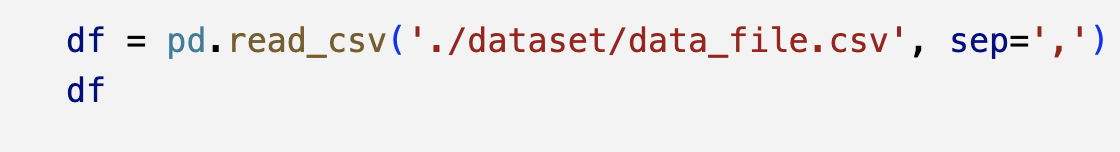 df = pd.read_csv('./dataset/data_file.csv', sep=',')
df